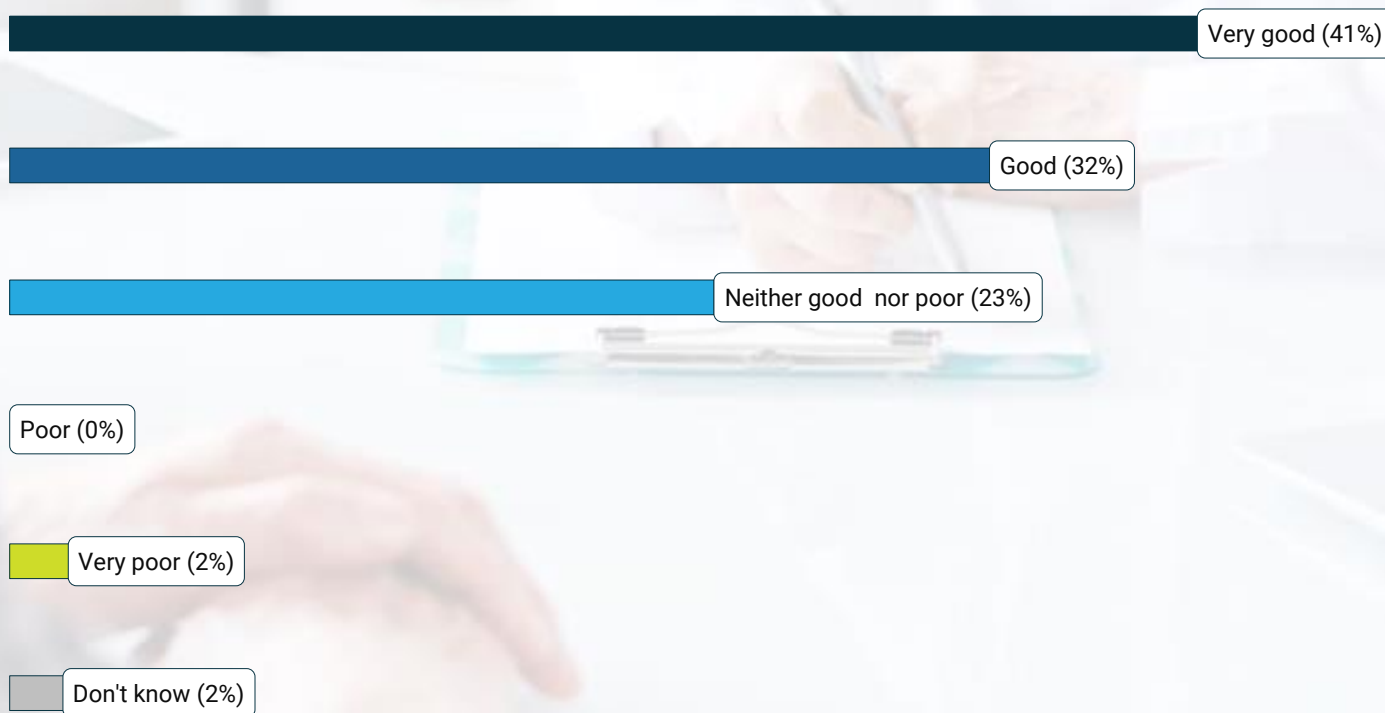 Very good (41%)
Good (32%)
Neither good  nor poor (23%)
Poor (0%)
Very poor (2%)
Don't know (2%)